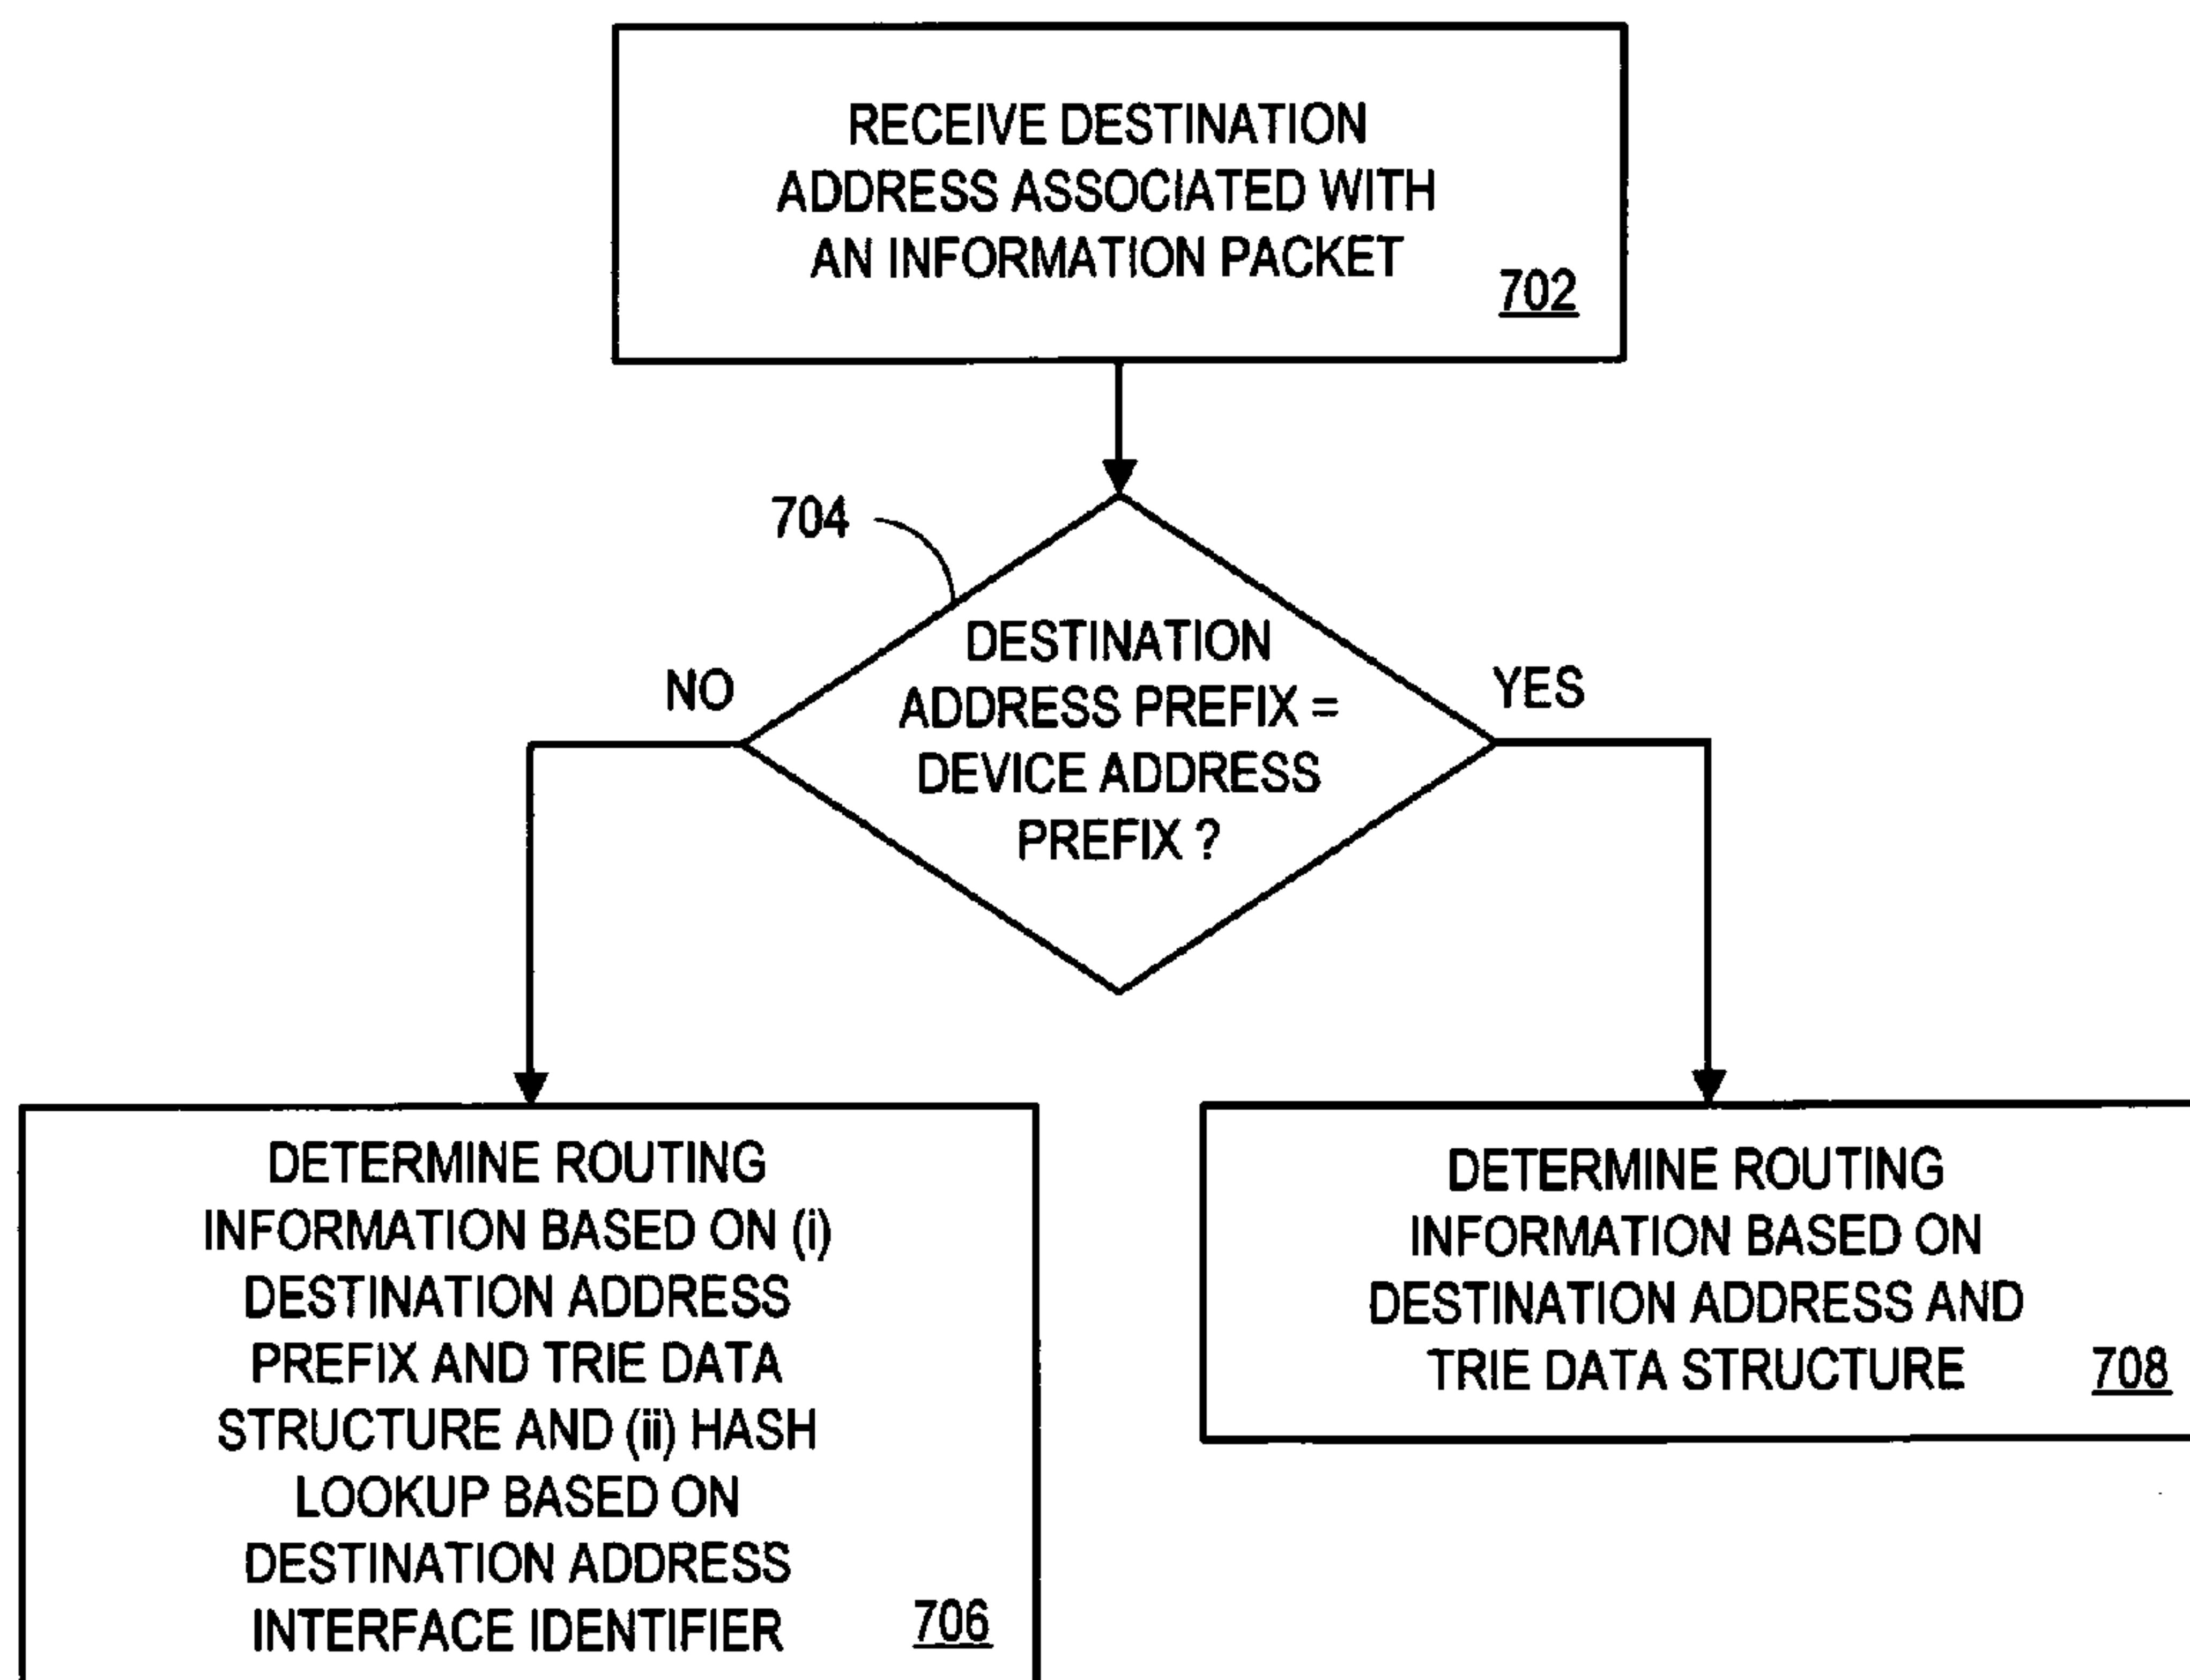 RECEIVE DESTINATION
ADDRESS ASSOCIATED WITH
AN INFORMATION PACKET
702
704
DESTINATION
ADDRESS PREFIX =
DEVICE ADDRESS
PREFIX ?
NO
YES
DETERMINE ROUTING
INFORMATION BASED ON (i)
DESTINATION ADDRESS
PREFIX AND TRIE DATA
STRUCTURE AND (ii) HASH
LOOKUP BASED ON
DESTINATION ADDRESS
INTERFACE IDENTIFIER
706
DETERMINE ROUTING
INFORMATION BASED ON
DESTINATION ADDRESS AND
TRIE DATA STRUCTURE
708